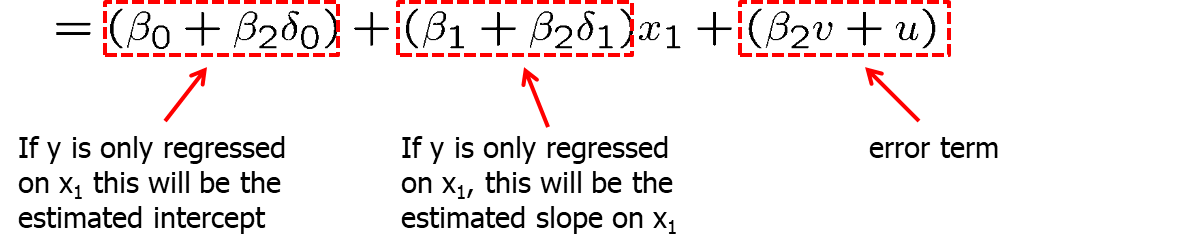 = (β₀ + β₂δ₀) + (β₁ + β₂δ₁)x₁ + (β₂v + u)
If y is only regressed
on x₁ this will be the
estimated intercept
If y is only regressed
on x₁, this will be the
estimated slope on x₁
error term